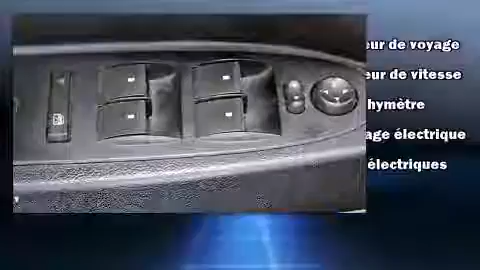 eur de voyage
eur de vitesse
hymètre
age électrique
électriques